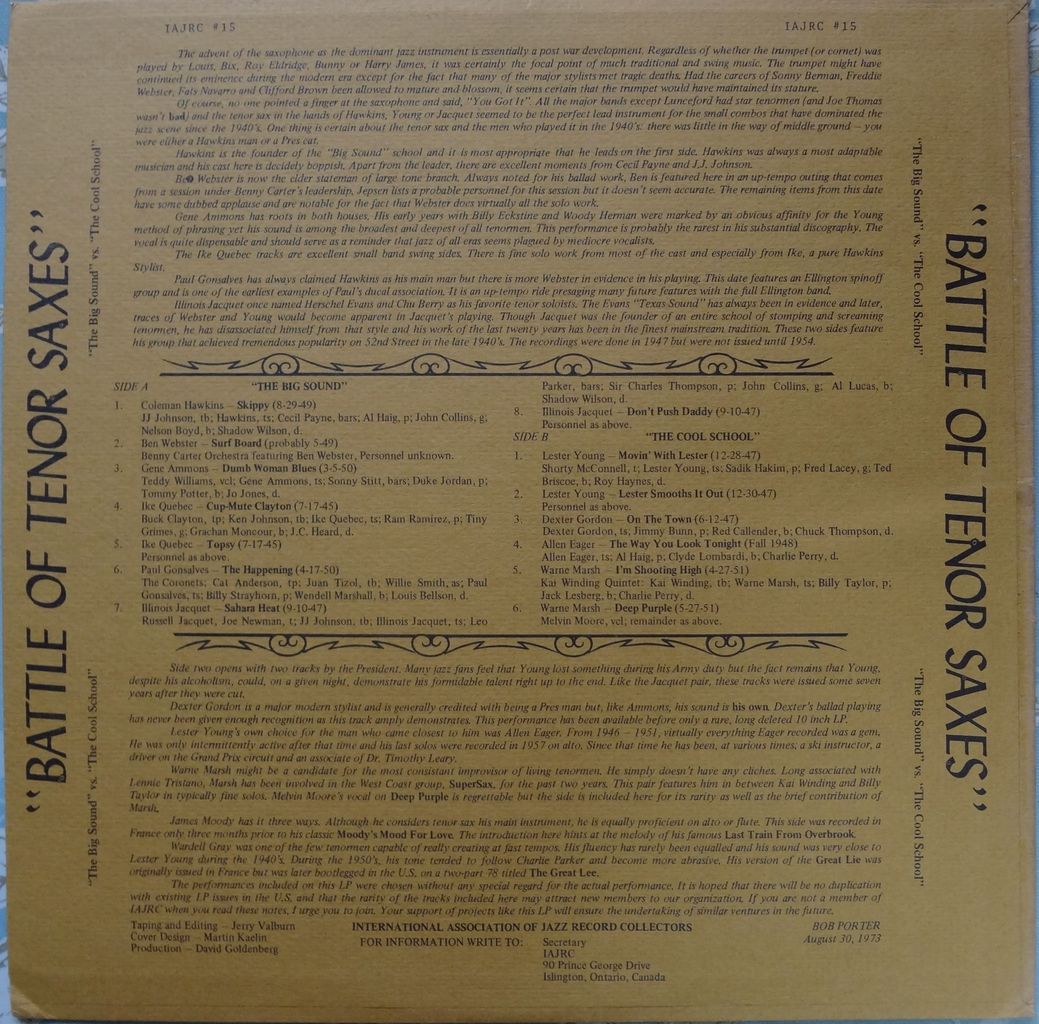 IAJRC #15 IAJRC #15
The advent of the saxophone as the dominant jazz instrument is essentially a post war development. Regardless of whether the trumpet (or cornet) was
played by Louis, Bix, Roy Eldridge, Bunny or Harry James, it was certainly the focal point of much traditional and swing music. The trumpet might have
continued its eminence during the modern era except for the fact that many of the major stylists met tragic deaths. Had the careers of Sonny Berman, Freddie
Webster, Fats Navarro and Clifford Brown been allowed to mature and blossom, it seems certain that the trumpet would have maintained its stature.
Of course, no one pointed a finger at the saxophone and said, "You Got It". All the major bands except Lunceford had star tenormen (and Joe Thomas
wasn't bad) and the tenor sax in the hands of Hawkins, Young or Jacquet seemed to be the perfect lead instrument for the small combos that have dominated the
jazz scene since the 1940's. One thing is certain about the tenor sax and the men who played it in the 1940's: there was little in the way of middle ground – you
were either a Hawkins man or a Pres cat.
Hawkins is the founder of the "Big Sound" school and it is most appropriate that he leads on the first side. Hawkins was always a most adaptable
musician and his cast here is decidely boppish. Apart from the leader, there are excellent moments from Cecil Payne and J.J. Johnson.
Ben Webster is now the elder statesman of large tone branch. Always noted for his ballad work, Ben is featured here in an up-tempo outing that comes
from a session under Benny Carter's leadership. Jepsen lists a probable personnel for this session but it doesn't seem accurate. The remaining items from this date
have some dubbed applause and are notable for the fact that Webster does virtually all the solo work.
Gene Ammons has roots in both houses. His early years with Billy Eckstine and Woody Herman were marked by an obvious affinity for the Young
method of phrasing yet his sound is among the broadest and deepest of all tenormen. This performance is probably the rarest in his substantial discography. The
vocal is quite dispensable and should serve as a reminder that jazz of all eras seems plagued by mediocre vocalists.
The Ike Quebec tracks are excellent small band swing sides. There is fine solo work from most of the cast and especially from Ike, a pure Hawkins
Stylist.
Paul Gonsalves has always claimed Hawkins as his main man but there is more Webster in evidence in his playing. This date features an Ellington spinoff
group and is one of the earliest examples of Paul's ducal association. It is an up-tempo ride presaging many future features with the full Ellington band.
Illinois Jacquet once named Herschel Evans and Chu Berry as his favorite tenor soloists. The Evans "Texas Sound" has always been in evidence and later,
traces of Webster and Young would become apparent in Jacquet's playing. Though Jacquet was the founder of an entire school of stomping and screaming
tenormen, he has disassociated himself from that style and his work of the last twenty years has been in the finest mainstream tradition. These two sides feature
his group that achieved tremendous popularity on 52nd Street in the late 1940's. The recordings were done in 1947 but were not issued until 1954.
SIDE A "THE BIG SOUND"
1. Coleman Hawkins – Skippy (8-29-49)
JJ Johnson, tb; Hawkins, ts; Cecil Payne, bars; Al Haig, p; John Collins, g;
Nelson Boyd, b; Shadow Wilson, d.
2. Ben Webster – Surf Board (probably 5-49)
Benny Carter Orchestra featuring Ben Webster, Personnel unknown.
3. Gene Ammons – Dumb Woman Blues (3-5-50)
Teddy Williams, vcl; Gene Ammons, ts; Sonny Stitt, bars; Duke Jordan, p;
Tommy Potter, b; Jo Jones, d.
4. Ike Quebec – Cup-Mute Clayton (7-17-45)
Buck Clayton, tp; Ken Johnson, tb; Ike Quebec, ts; Ram Ramirez, p; Tiny
Grimes, g; Grachan Moncour, b; J.C. Heard, d.
5. Ike Quebec – Topsy (7-17-45)
Personnel as above.
6. Paul Gonsalves – The Happening (4-17-50)
The Coronets; Cat Anderson, tp; Juan Tizol, tb; Willie Smith, as; Paul
Gonsalves, ts; Billy Strayhorn, p; Wendell Marshall, b; Louis Bellson, d.
7. Illinois Jacquet – Sahara Heat (9-10-47)
Russell Jacquet, Joe Newman, t; JJ Johnson, tb; Illinois Jacquet, ts; Leo
Parker, bars; Sir Charles Thompson, p; John Collins, g; Al Lucas, b;
Shadow Wilson, d.
8. Illinois Jacquet – Don't Push Daddy (9-10-47)
Personnel as above.
SIDE B "THE COOL SCHOOL"
1. Lester Young – Movin' With Lester (12-28-47)
Shorty McConnell, t; Lester Young, ts; Sadik Hakim, p; Fred Lacey, g; Ted
Briscoe, b; Roy Haynes, d.
2. Lester Young – Lester Smooths It Out (12-30-47)
Personnel as above.
3. Dexter Gordon – On The Town (6-12-47)
Dexter Gordon, ts; Jimmy Bunn, p; Red Callender, b; Chuck Thompson, d.
4. Allen Eager – The Way You Look Tonight (Fall 1948)
Allen Eager, ts; Al Haig, p; Clyde Lombardi, b; Charlie Perry, d.
5. Warne Marsh – I'm Shooting High (4-27-51)
Kai Winding Quintet: Kai Winding, tb; Warne Marsh, ts; Billy Taylor, p;
Jack Lesberg, b; Charlie Perry, d.
6. Warne Marsh – Deep Purple (5-27-51)
Melvin Moore, vcl; remainder as above.
Side two opens with two tracks by the President. Many jazz fans feel that Young lost something during his Army duty but the fact remains that Young,
despite his alcoholism, could, on a given night, demonstrate his formidable talent right up to the end. Like the Jacquet pair, these tracks were issued some seven
years after they were cut.
Dexter Gordon is a major modern stylist and is generally credited with being a Pres man but, like Ammons, his sound is his own. Dexter's ballad playing
has never been given enough recognition as this track amply demonstrates. This performance has been available before only a rare, long deleted 10 inch LP.
Lester Young's own choice for the man who came closest to him was Allen Eager. From 1946 – 1951, virtually everything Eager recorded was a gem.
He was only intermittently active after that time and his last solos were recorded in 1957 on alto. Since that time he has been, at various times, a ski instructor, a
driver on the Grand Prix circuit and an associate of Dr. Timothy Leary.
Warne Marsh might be a candidate for the most consistant improvisor of living tenormen. He simply doesn't have any cliches. Long associated with
Lennie Tristano, Marsh has been involved in the West Coast group, SuperSax, for the past two years. This pair features him in between Kai Winding and Billy
Taylor in typically fine solos. Melvin Moore's vocal on Deep Purple is regrettable but the side is included here for its rarity as well as the brief contribution of
Marsh.
James Moody has it three ways. Although he considers tenor sax his main instrument, he is equally proficient on alto or flute. This side was recorded in
France only three months prior to his classic Moody's Mood For Love. The introduction here hints at the melody of his famous Last Train From Overbrook.
Wardell Gray was one of the few tenormen capable of really creating at fast tempos. His fluency has rarely been equalled and his sound was very close to
Lester Young during the 1940's. During the 1950's, his tone tended to follow Charlie Parker and become more abrasive. His version of the Great Lie was
originally issued in France but was later bootlegged in the U.S. on a two-part 78 titled The Great Lee.
The performances included on this LP were chosen without any special regard for the actual performance. It is hoped that there will be no duplication
with existing LP issues in the U.S. and that the rarity of the tracks included here may attract new members to our organization. If you are not a member of
IAJRC when you read these notes, I urge you to join. Your support of projects like this LP will ensure the undertaking of similar ventures in the future.
Taping and Editing – Jerry Valburn
Cover Design – Martin Kaelin
Production – David Goldenberg
INTERNATIONAL ASSOCIATION OF JAZZ RECORD COLLECTORS
FOR INFORMATION WRITE TO: Secretary
IAJRC
90 Prince George Drive
Islington, Ontario, Canada
BOB PORTER
August 30, 1973
"BATTLE OF TENOR SAXES"
"The Big Sound" vs. "The Cool School"
"The Big Sound" vs. "The Cool School"
"BATTLE OF TENOR SAXES"
"The Big Sound" vs. "The Cool School"
"The Big Sound" vs. "The Cool School"